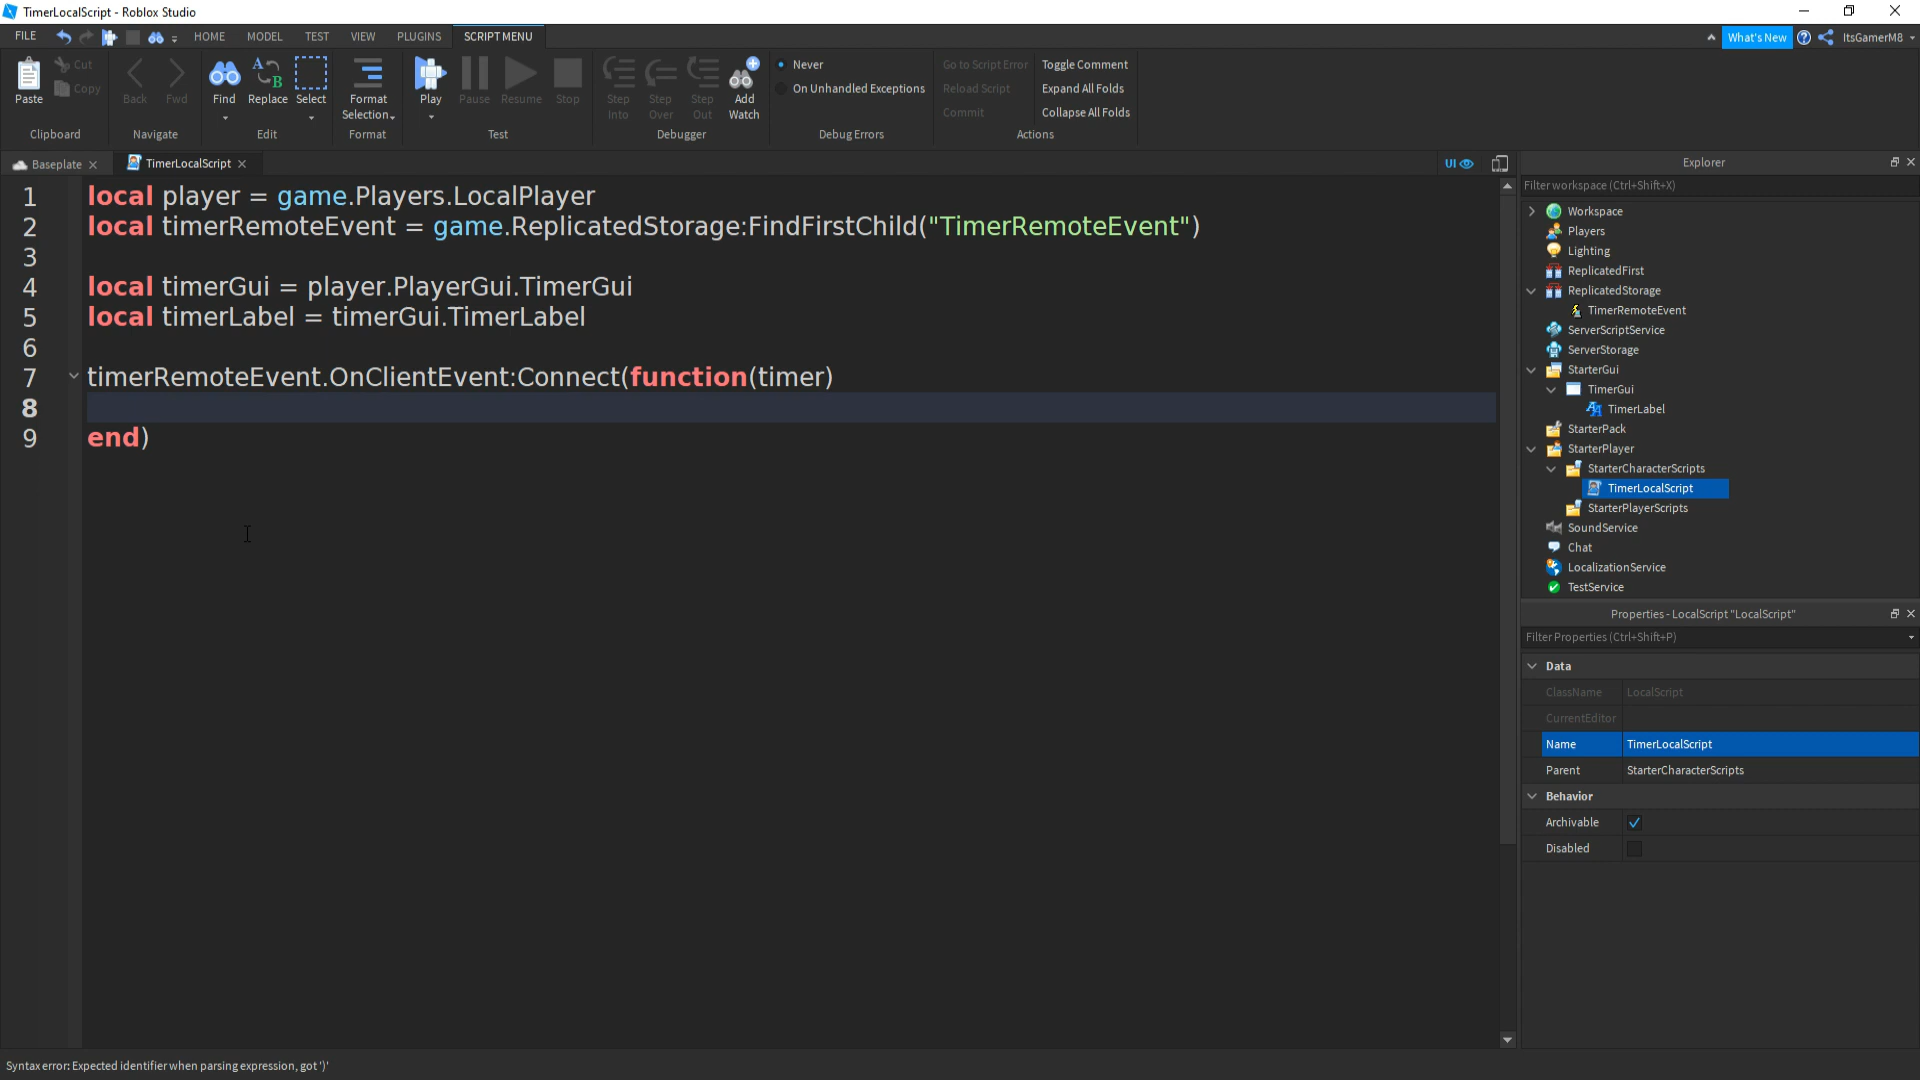 TimerLocalScript - Roblox Studio
FILE HOME MODEL TEST VIEW PLUGINS SCRIPT MENU What's New ItsGamerM8
Paste Cut Copy Back Fwd Find Replace Select Format Selection Play Pause Resume Stop Step Into Step Over Step Out Add Watch Never On Unhandled Exceptions Go to Script Error Reload Script Commit Toggle Comment Expand All Folds Collapse All Folds
Clipboard Navigate Edit Format Test Debugger Debug Errors Actions
Baseplate TimerLocalScript UI
1 local player = game.Players.LocalPlayer
2 local timerRemoteEvent = game.ReplicatedStorage:FindFirstChild("TimerRemoteEvent")
3
4 local timerGui = player.PlayerGui.TimerGui
5 local timerLabel = timerGui.TimerLabel
6
7 timerRemoteEvent.OnClientEvent:Connect(function(timer)
8
9 end)
Explorer
Filter workspace (Ctrl+Shift+X)
Workspace
Players
Lighting
ReplicatedFirst
ReplicatedStorage
TimerRemoteEvent
ServerScriptService
ServerStorage
StarterGui
TimerGui
TimerLabel
StarterPack
StarterPlayer
StarterCharacterScripts
TimerLocalScript
StarterPlayerScripts
SoundService
Chat
LocalizationService
TestService
Properties - LocalScript "LocalScript"
Filter Properties (Ctrl+Shift+P)
Data
ClassName LocalScript
CurrentEditor
Name TimerLocalScript
Parent StarterCharacterScripts
Behavior
Archivable
Disabled
Syntax error: Expected identifier when parsing expression, got ')'